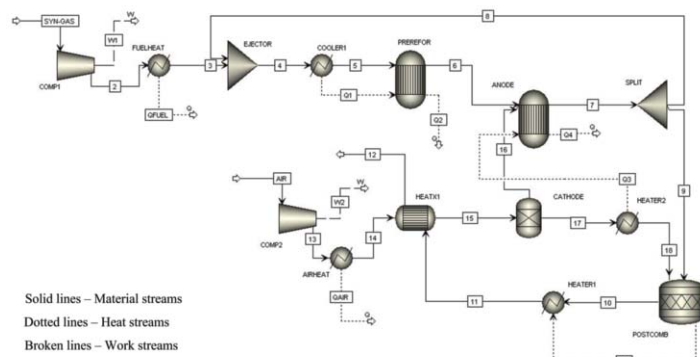 8
SYN-GAS
W
W1
FUELHEAT
EJECTOR
COOLER1
PREREFOR
COMP1
2
3
4
5
6
ANODE
7
SPLIT
QFUEL
Q
Q1
Q2
Q
Q4
Q
16
Q3
12
AIR
W
W2
HEATX1
CATHODE
HEATER2
9
COMP2
13
14
15
17
18
AIRHEAT
QAIR
Q
HEATER1
11
10
POSTCOMB
Solid lines – Material streams
Dotted lines – Heat streams
Broken lines – Work streams